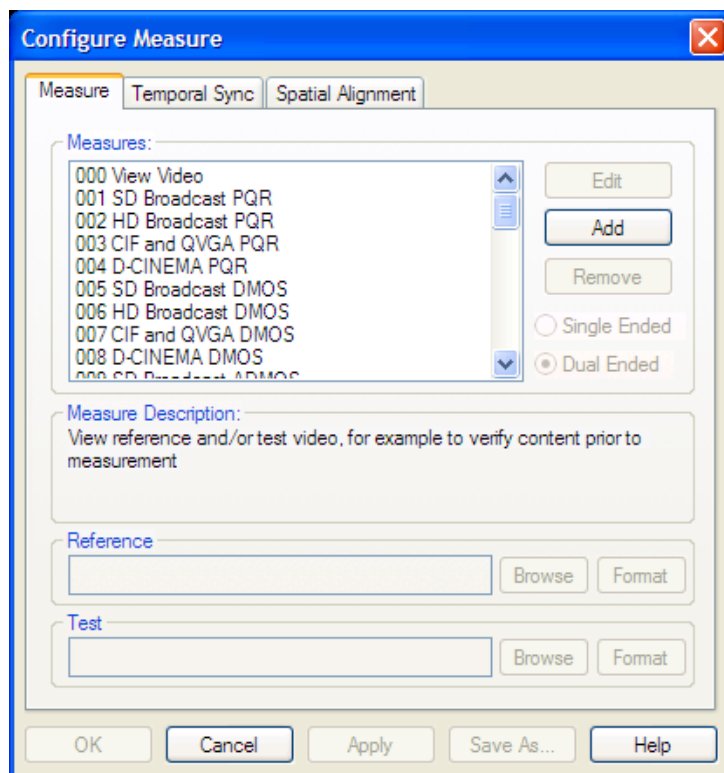 Configure Measure
Measure
Temporal Sync
Spatial Alignment
Measures:
000 View Video
001 SD Broadcast PQR
002 HD Broadcast PQR
003 CIF and QVGA PQR
004 D-CINEMA PQR
005 SD Broadcast DMOS
006 HD Broadcast DMOS
007 CIF and QVGA DMOS
008 D-CINEMA DMOS
009 SD Broadcast ADMOS
Edit
Add
Remove
Single Ended
Dual Ended
Measure Description:
View reference and/or test video, for example to verify content prior to
measurement
Reference
Browse
Format
Test
Browse
Format
OK
Cancel
Apply
Save As...
Help